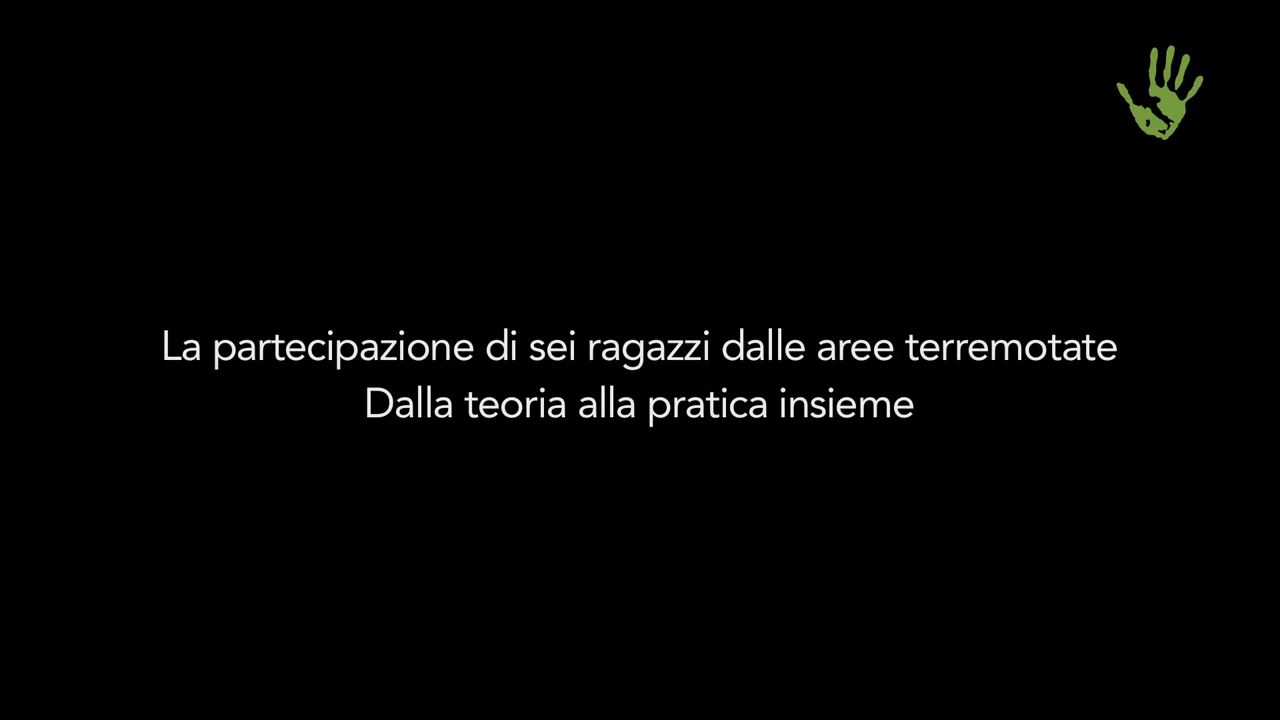 La partecipazione di sei ragazzi dalle aree terremotate
Dalla teoria alla pratica insieme